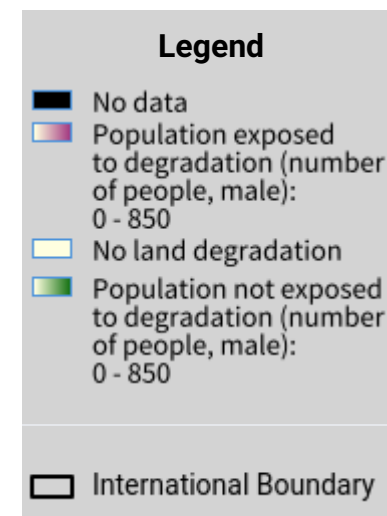 Legend
No data
Population exposed
to degradation (number
of people, male):
0 - 850
No land degradation
Population not exposed
to degradation (number
of people, male):
0 - 850
International Boundary